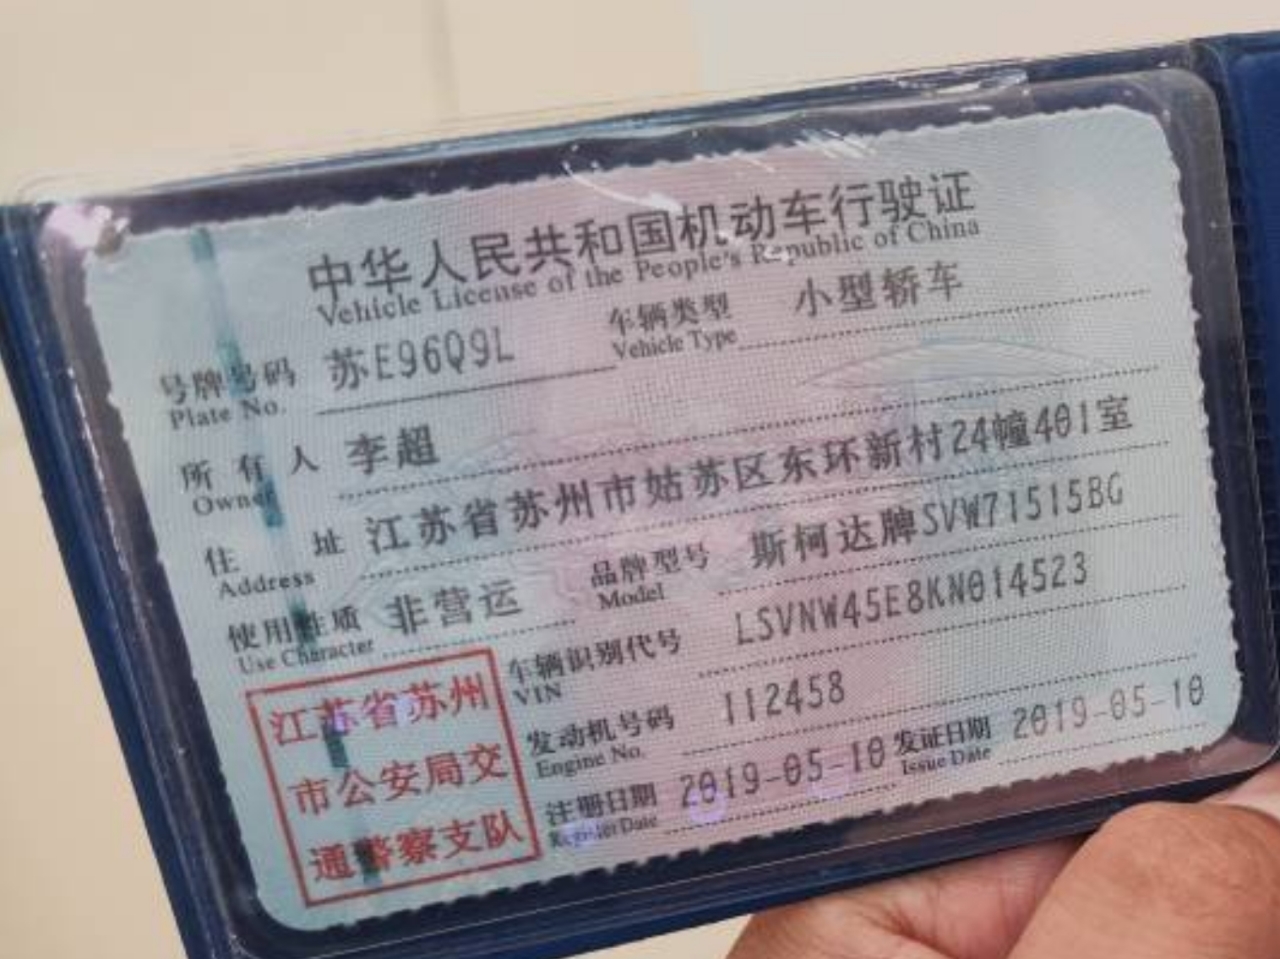 中华人民共和国机动车行驶证
Vehicle License of the People's Republic of China
号牌号码 苏E96Q9L 车辆类型 小型轿车
Plate No. Vehicle Type
所有人 李超
Owner
住址 江苏省苏州市姑苏区东环新村24幢401室
Address
使用性质 非营运 品牌型号 斯柯达牌SVW71515BG
Use Character Model
车辆识别代号 LSVNW45E8KN014523
VIN
发动机号码 112458
Engine No.
注册日期 2019-05-10 发证日期 2019-05-10
Register Date Issue Date
江苏省苏州
市公安局交
通警察支队